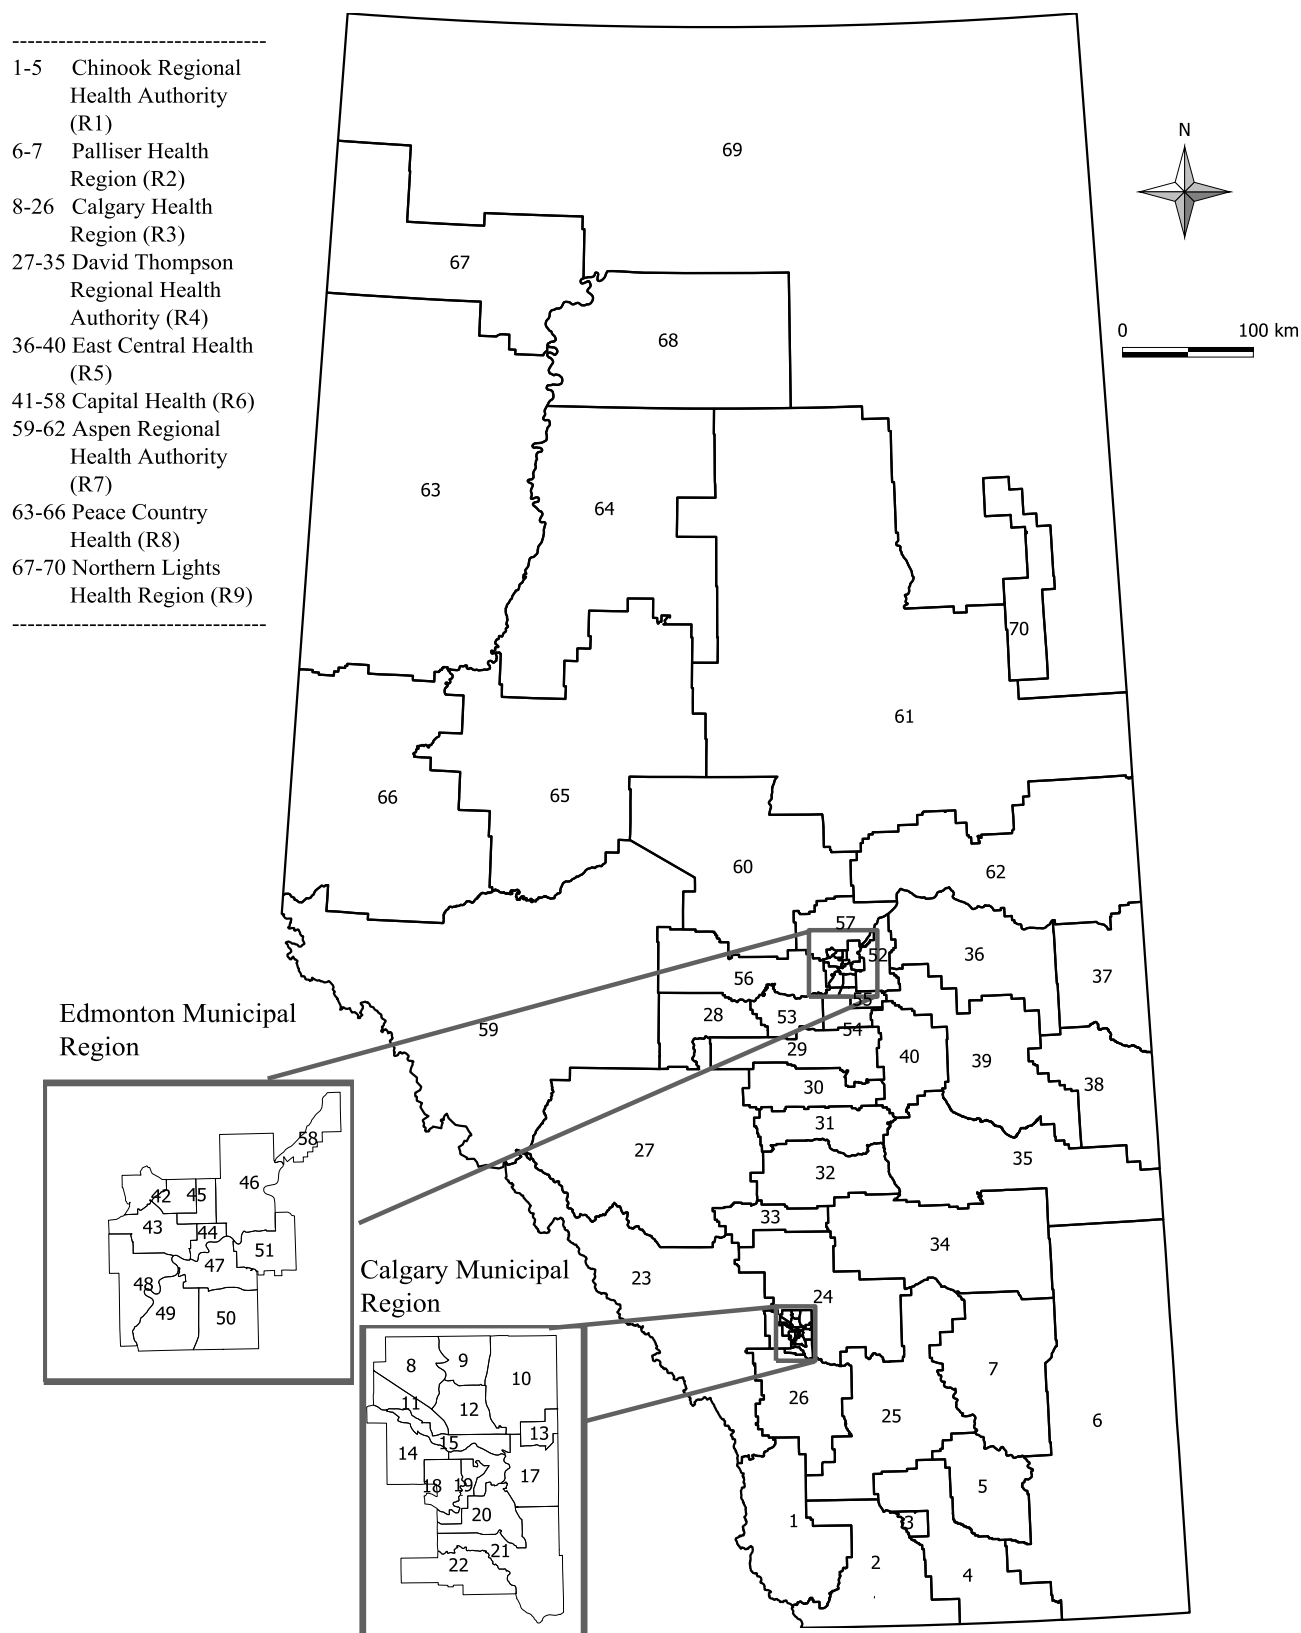 --------------------------------
1-5 Chinook Regional
Health Authority
(R1)
6-7 Palliser Health
Region (R2)
8-26 Calgary Health
Region (R3)
27-35 David Thompson
Regional Health
Authority (R4)
36-40 East Central Health
(R5)
41-58 Capital Health (R6)
59-62 Aspen Regional
Health Authority
(R7)
63-66 Peace Country
Health (R8)
67-70 Northern Lights
Health Region (R9)
--------------------------------
N
0 100 km
69
67
68
63
64
70
61
66
65
60
62
57
52
36
37
56
55
28
53
54
59
29
40
39
38
30
31
27
32
35
33
34
23
24
7
26
25
6
5
1
3
2
4
Edmonton Municipal
Region
58
46
42
45
43
44
51
47
48
49
50
Calgary Municipal
Region
8
9
10
11
12
13
15
14
17
18
19
20
21
22